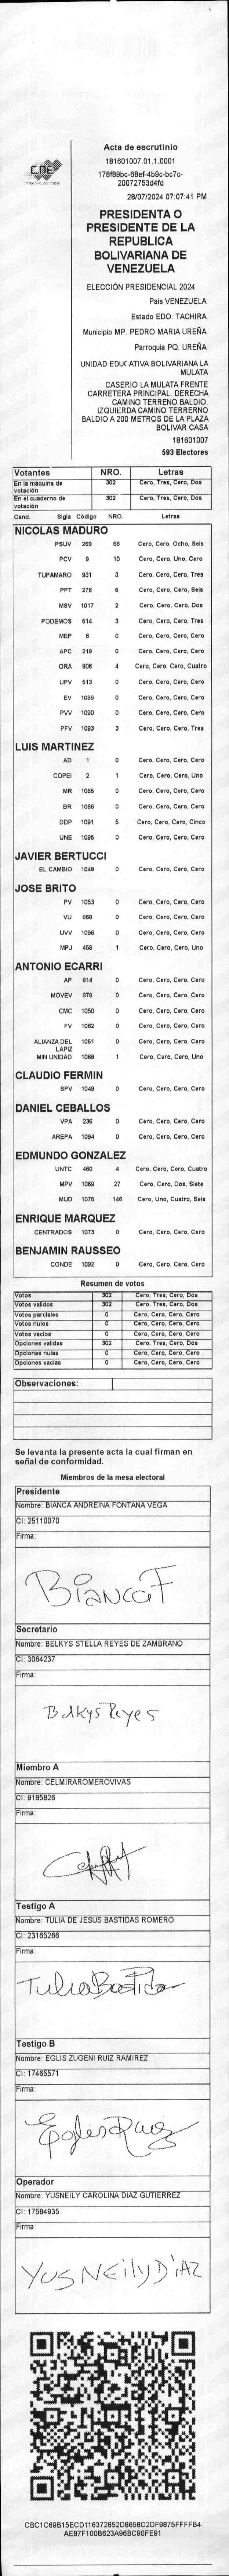 CNE
Acta de escrutinio
181601007.01.1.0001
178f89bc-68ef-4b9c-bc7c-
20072753d4fd
28/07/2024 07:07:41 PM
PRESIDENTA O
PRESIDENTE DE LA
REPUBLICA
BOLIVARIANA DE
VENEZUELA
ELECCIÓN PRESIDENCIAL 2024
Pais VENEZUELA
Estado EDO. TACHIRA
Municipio MP. PEDRO MARIA UREÑA
Parroquia PQ. UREÑA
UNIDAD EDUCATIVA BOLIVARIANA LA
MULATA
CASERIO LA MULATA FRENTE
CARRETERA PRINCIPAL. DERECHA
CAMINO TERRENO BALDIO.
IZQUIERDA CAMINO TERRERNO
BALDIO A 200 METROS DE LA PLAZA
BOLIVAR CASA
181601007
593 Electores
Votantes NRO. Letras
En la máquina de votación 302 Cero, Tres, Cero, Dos
En el cuaderno de votación 302 Cero, Tres, Cero, Dos
Cand. Sigla Código NRO. Letras
NICOLAS MADURO
PSUV 269 86 Cero, Cero, Ocho, Seis
PCV 9 10 Cero, Cero, Uno, Cero
TUPAMARO 931 3 Cero, Cero, Cero, Tres
PPT 276 6 Cero, Cero, Cero, Seis
MSV 1017 2 Cero, Cero, Cero, Dos
PODEMOS 514 3 Cero, Cero, Cero, Tres
MEP 6 0 Cero, Cero, Cero, Cero
APC 219 0 Cero, Cero, Cero, Cero
ORA 906 4 Cero, Cero, Cero, Cuatro
UPV 613 0 Cero, Cero, Cero, Cero
EV 1089 0 Cero, Cero, Cero, Cero
PVV 1090 0 Cero, Cero, Cero, Cero
PFV 1093 3 Cero, Cero, Cero, Tres
LUIS MARTINEZ
AD 1 0 Cero, Cero, Cero, Cero
COPEI 2 1 Cero, Cero, Cero, Uno
MR 1065 0 Cero, Cero, Cero, Cero
BR 1066 0 Cero, Cero, Cero, Cero
DDP 1091 5 Cero, Cero, Cero, Cinco
UNE 1095 0 Cero, Cero, Cero, Cero
JAVIER BERTUCCI
EL CAMBIO 1048 0 Cero, Cero, Cero, Cero
JOSE BRITO
PV 1053 0 Cero, Cero, Cero, Cero
VU 868 0 Cero, Cero, Cero, Cero
UVV 1096 0 Cero, Cero, Cero, Cero
MPJ 458 1 Cero, Cero, Cero, Uno
ANTONIO ECARRI
AP 814 0 Cero, Cero, Cero, Cero
MOVEV 879 0 Cero, Cero, Cero, Cero
CMC 1050 0 Cero, Cero, Cero, Cero
FV 1062 0 Cero, Cero, Cero, Cero
ALIANZA DEL LAPIZ 1051 0 Cero, Cero, Cero, Cero
MIN UNIDAD 1068 1 Cero, Cero, Cero, Uno
CLAUDIO FERMIN
SPV 1049 0 Cero, Cero, Cero, Cero
DANIEL CEBALLOS
VPA 236 0 Cero, Cero, Cero, Cero
AREPA 1094 0 Cero, Cero, Cero, Cero
EDMUNDO GONZALEZ
UNTC 460 4 Cero, Cero, Cero, Cuatro
MPV 1069 27 Cero, Cero, Dos, Siete
MUD 1076 146 Cero, Uno, Cuatro, Seis
ENRIQUE MARQUEZ
CENTRADOS 1073 0 Cero, Cero, Cero, Cero
BENJAMIN RAUSSEO
CONDE 1092 0 Cero, Cero, Cero, Cero
Resumen de votos
Votos 302 Cero, Tres, Cero, Dos
Votos validos 302 Cero, Tres, Cero, Dos
Votos parciales 0 Cero, Cero, Cero, Cero
Votos nulos 0 Cero, Cero, Cero, Cero
Votos vacios 0 Cero, Cero, Cero, Cero
Opciones validas 302 Cero, Tres, Cero, Dos
Opciones nulas 0 Cero, Cero, Cero, Cero
Opciones vacias 0 Cero, Cero, Cero, Cero
Observaciones:
Se levanta la presente acta la cual firman en
señal de conformidad.
Miembros de la mesa electoral
Presidente
Nombre: BIANCA ANDREINA FONTANA VEGA
CI: 25110070
Firma:
Bianca F
Secretario
Nombre: BELKYS STELLA REYES DE ZAMBRANO
CI: 3064237
Firma:
Belkys Reyes
Miembro A
Nombre: CELMIRAROMEROVIVAS
CI: 9185826
Firma:
Testigo A
Nombre: TULIA DE JESUS BASTIDAS ROMERO
CI: 23165266
Firma:
Tulia Bastidas
Testigo B
Nombre: EGLIS ZUGENI RUIZ RAMIREZ
CI: 17465571
Firma:
Eglis Ruiz
Operador
Nombre: YUSNEILY CAROLINA DIAZ GUTIERREZ
CI: 17584935
Firma:
YUSNEily DíAZ
CBC1C69B15ECD116372852D8658C2DF9875FFFFB4
AE87F100B623A96BC90FE91